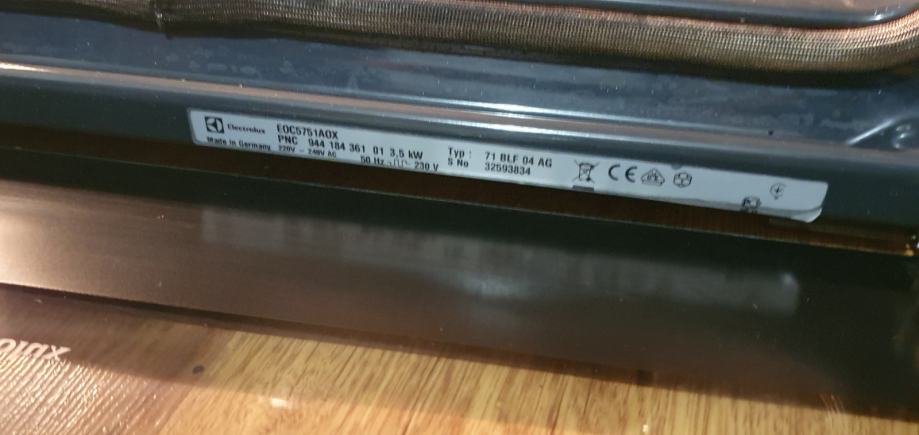 Electrolux EOC5751AOX
PNC 944 184 361 01 3,5 kW Typ: 71 BLF 04 AG
Made in Germany 220V - 240V AC 50 Hz 230 V S No 32593834
CE